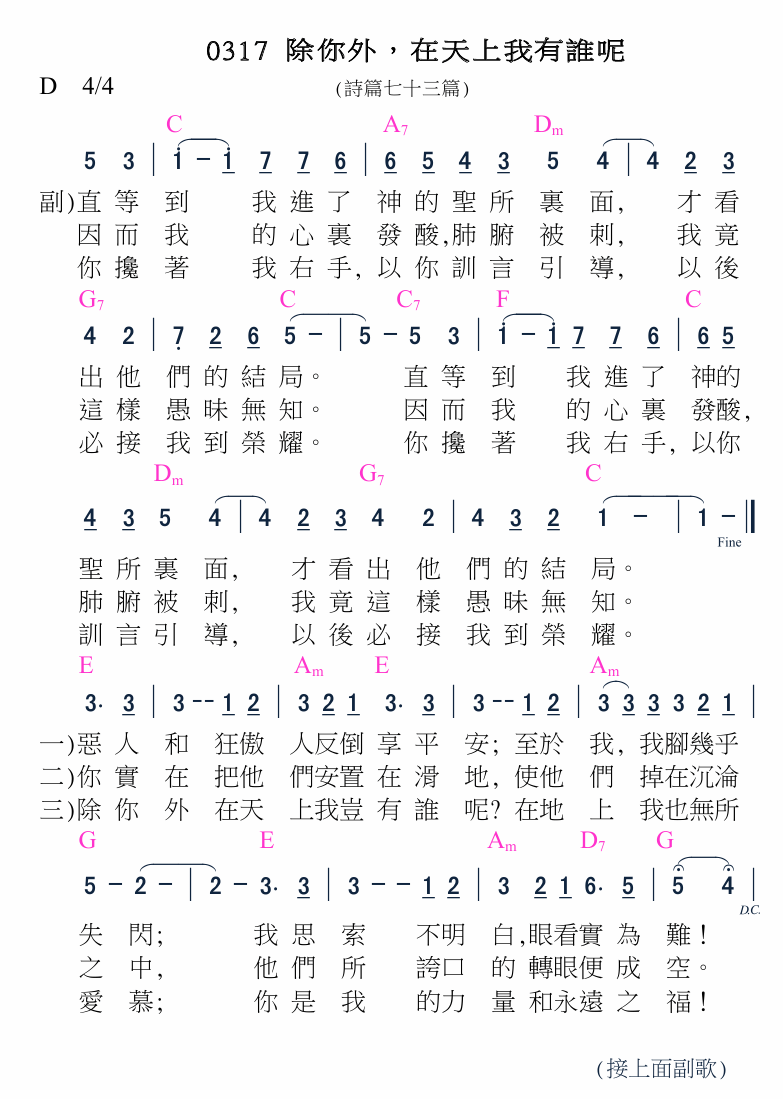 0317 除你外，在天上我有誰呢
D 4/4
(詩篇七十三篇)
C A7 Dm
5 3 | i - i 7 7 6 | 6 5 4 3 5 4 | 4 2 3
副)直等到 我進了 神的聖所裏面, 才看
因而我 的心裏 發酸,肺腑被刺, 我竟
你攙著 我右手, 以你訓言引導, 以後
G7 C C7 F C
4 2 | 7 2 6 5 - | 5 - 5 3 | i - i 7 7 6 | 6 5
出他們的結局。 直等到 我進了 神的
這樣愚昧無知。 因而我 的心裏 發酸,
必接我到榮耀。 你攙著 我右手, 以你
Dm G7 C
4 3 5 4 | 4 2 3 4 2 | 4 3 2 1 - | 1 - ‖
Fine
聖所裏面, 才看出他們的結局。
肺腑被刺, 我竟這樣愚昧無知。
訓言引導, 以後必接我到榮耀。
E Am E Am
3. 3 | 3 -- 1 2 | 3 2 1 3. 3 | 3 -- 1 2 | 3 3 3 3 2 1 |
一)惡人和 狂傲 人反倒享平安; 至於我, 我腳幾乎
二)你實在 把他 們安置在滑地, 使他們 掉在沉淪
三)除你外 在天 上我豈有誰呢? 在地上 我也無所
G E Am D7 G
5 - 2 - | 2 - 3. 3 | 3 - - 1 2 | 3 2 1 6. 5 | 5 4 |
D.C.
失閃; 我思索 不明白,眼看實為難！
之中, 他們所 誇口的轉眼便成空。
愛慕; 你是我 的力量和永遠之福！
(接上面副歌)